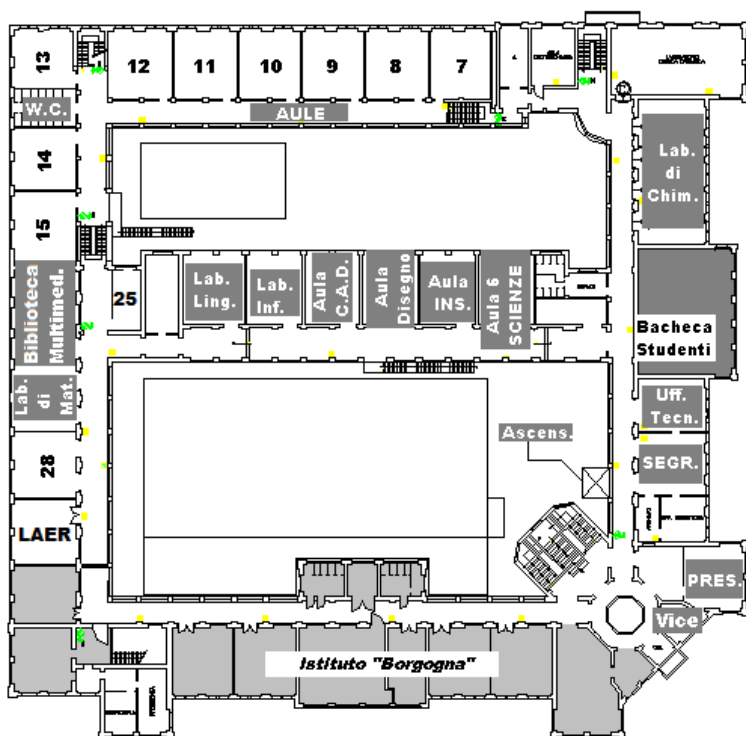 13
12
11
10
9
8
7
W.C.
AULE
14
15
Lab.
di
Chim.
Biblioteca
Multimed.
25
Lab.
Ling.
Lab.
Inf.
Aula
C.A.D.
Aula
Disegno
Aula
INS.
Aula 6
SCIENZE
Bacheca
Studenti
Lab.
di
Mat.
Uff.
Tecn.
Ascens.
28
SEGR.
LAER
PRES.
Vice
Istituto "Borgogna"